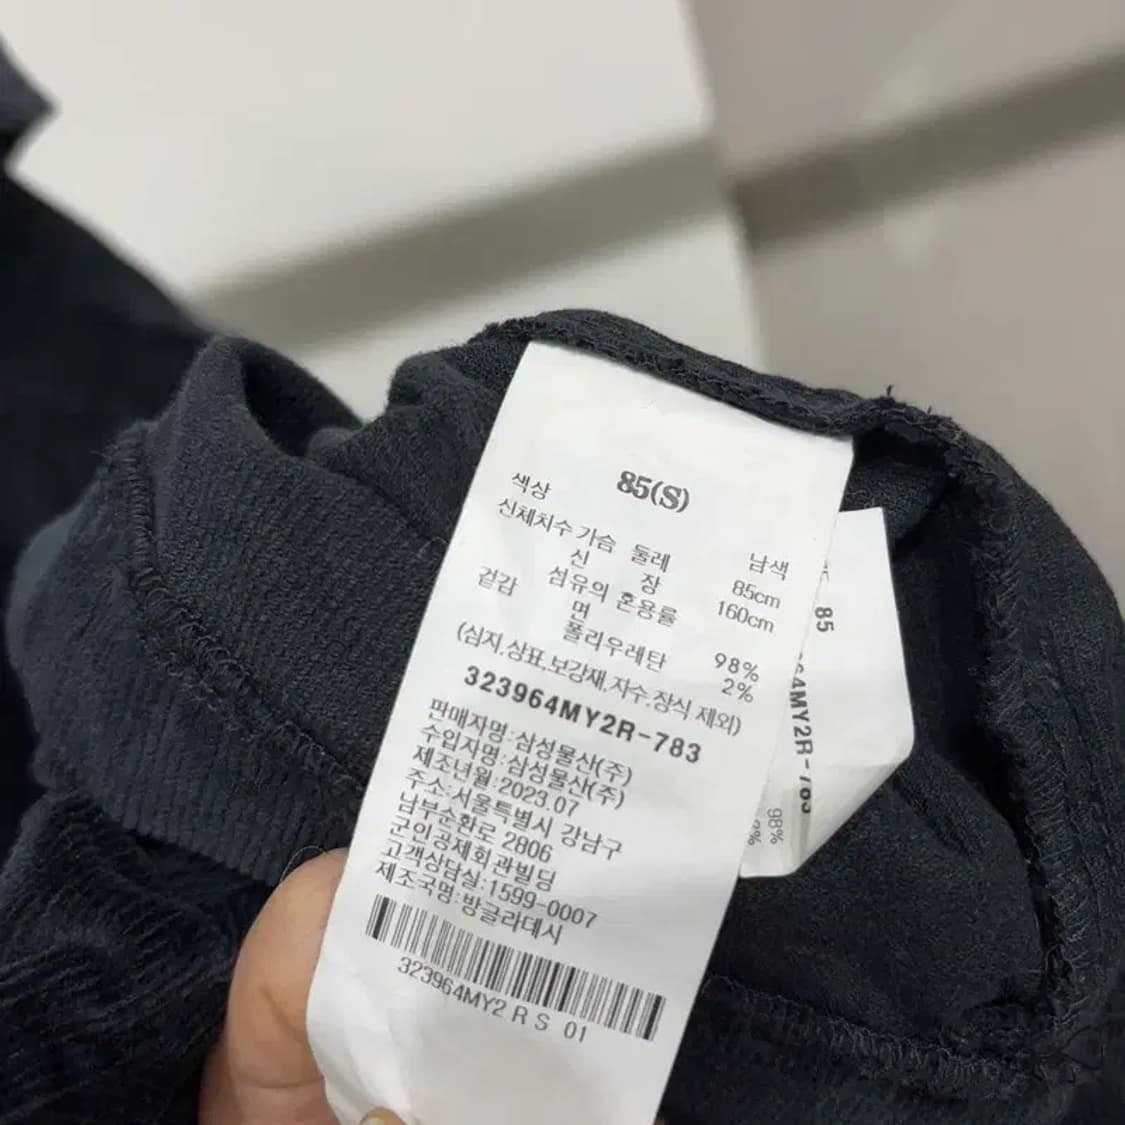 85(S)
색상 남색
신체치수 가슴 둘레 85cm
신 장 160cm
섬유의 혼용률
겉감 면 98%
폴리우레탄 2%
(심지,상표,보강재,자수,장식 제외)
323964MY2R-783
판매자명:삼성물산(주)
수입자명:삼성물산(주)
제조년월:2023.07
주소:서울특별시 강남구
남부순환로 2806
군인공제회관빌딩
고객상담실:1599-0007
제조국명:방글라데시
323964MY2 R S 01
85
64MY2R-783
98%